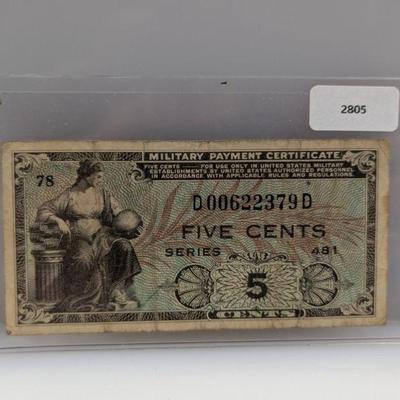 2805
MILITARY PAYMENT CERTIFICATE
FIVE CENTS — FOR USE ONLY IN UNITED STATES MILITARY
ESTABLISHMENTS BY UNITED STATES AUTHORIZED PERSONNEL
IN ACCORDANCE WITH APPLICABLE RULES AND REGULATIONS.
78
D00622379D
FIVE CENTS
SERIES 481
5
CENTS